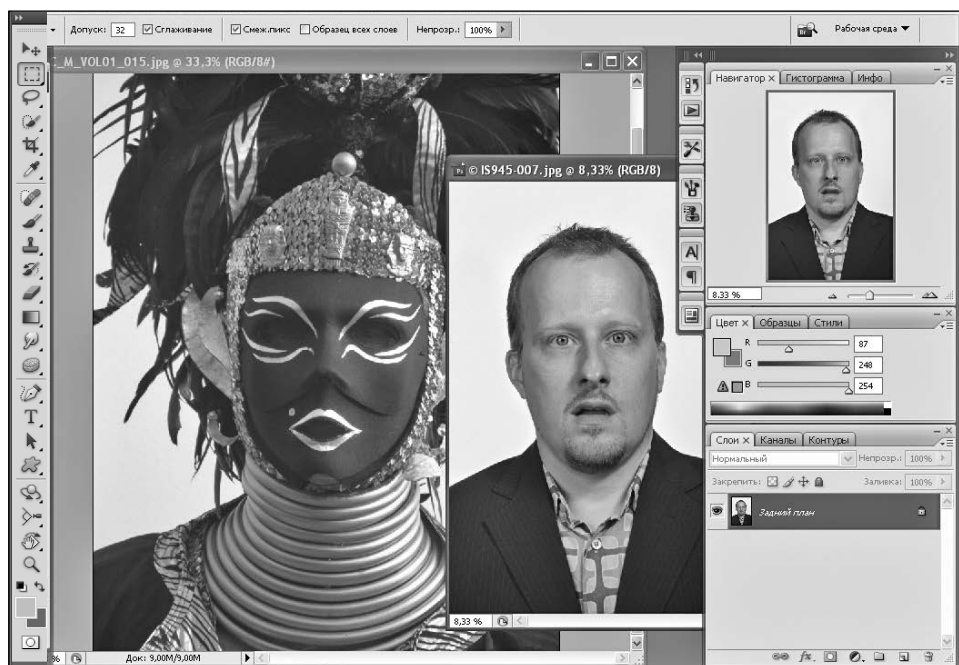 Допуск: 32 Сглаживание Смеж.пикс Образец всех слоев Непрозр.: 100% Рабочая среда
_M_VOL01_015.jpg @ 33,3% (RGB/8#)
Навигатор × Гистограмма Инфо
© IS945-007.jpg @ 8,33% (RGB/8)
8.33 %
Цвет × Образцы Стили
R 87
G 248
B 254
Слои × Каналы Контуры
Нормальный Непрозр.: 100%
Закрепить: Заливка: 100%
Задний план
8,33 %
% Док: 9,00M/9,00M